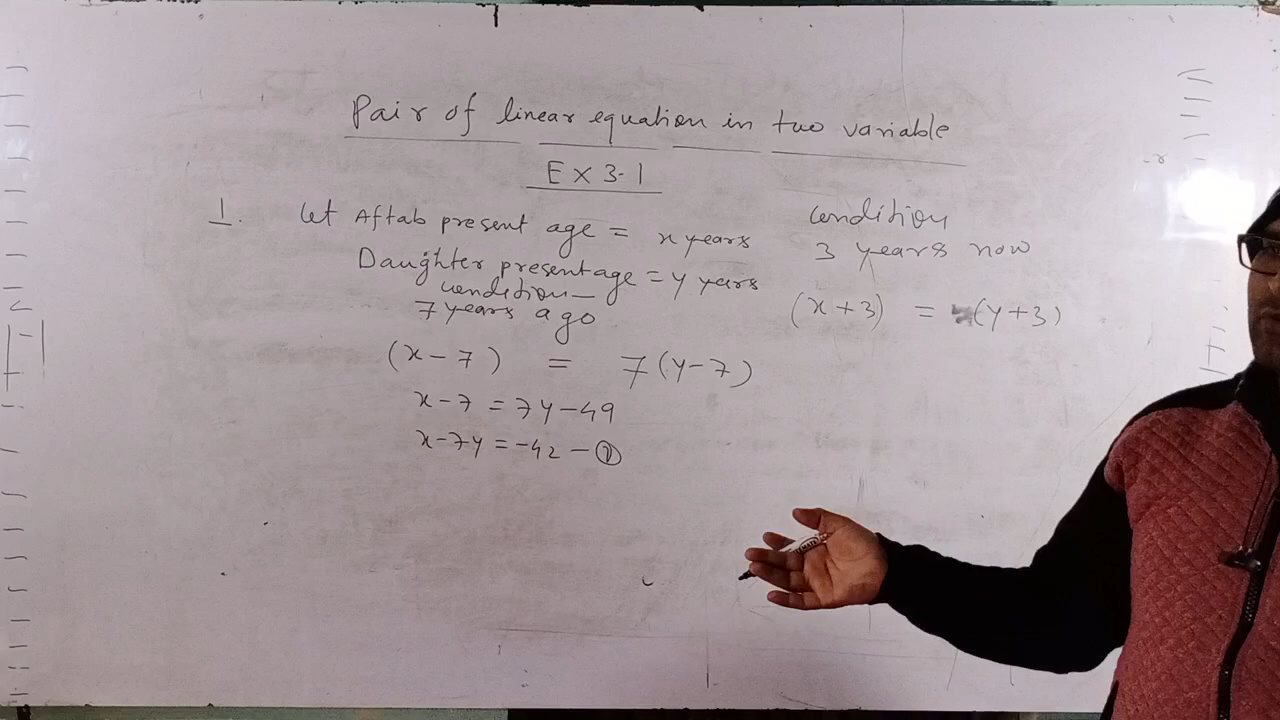 Pair of linear equation in two variable
Ex 3.1
1. Let Aftab present age = x years
Daughter present age = y years
condition
7 years ago
(x - 7) = 7(y-7)
x-7 = 7y-49
x-7y = -42 - ①
condition
3 years now
(x+3) = (y+3)